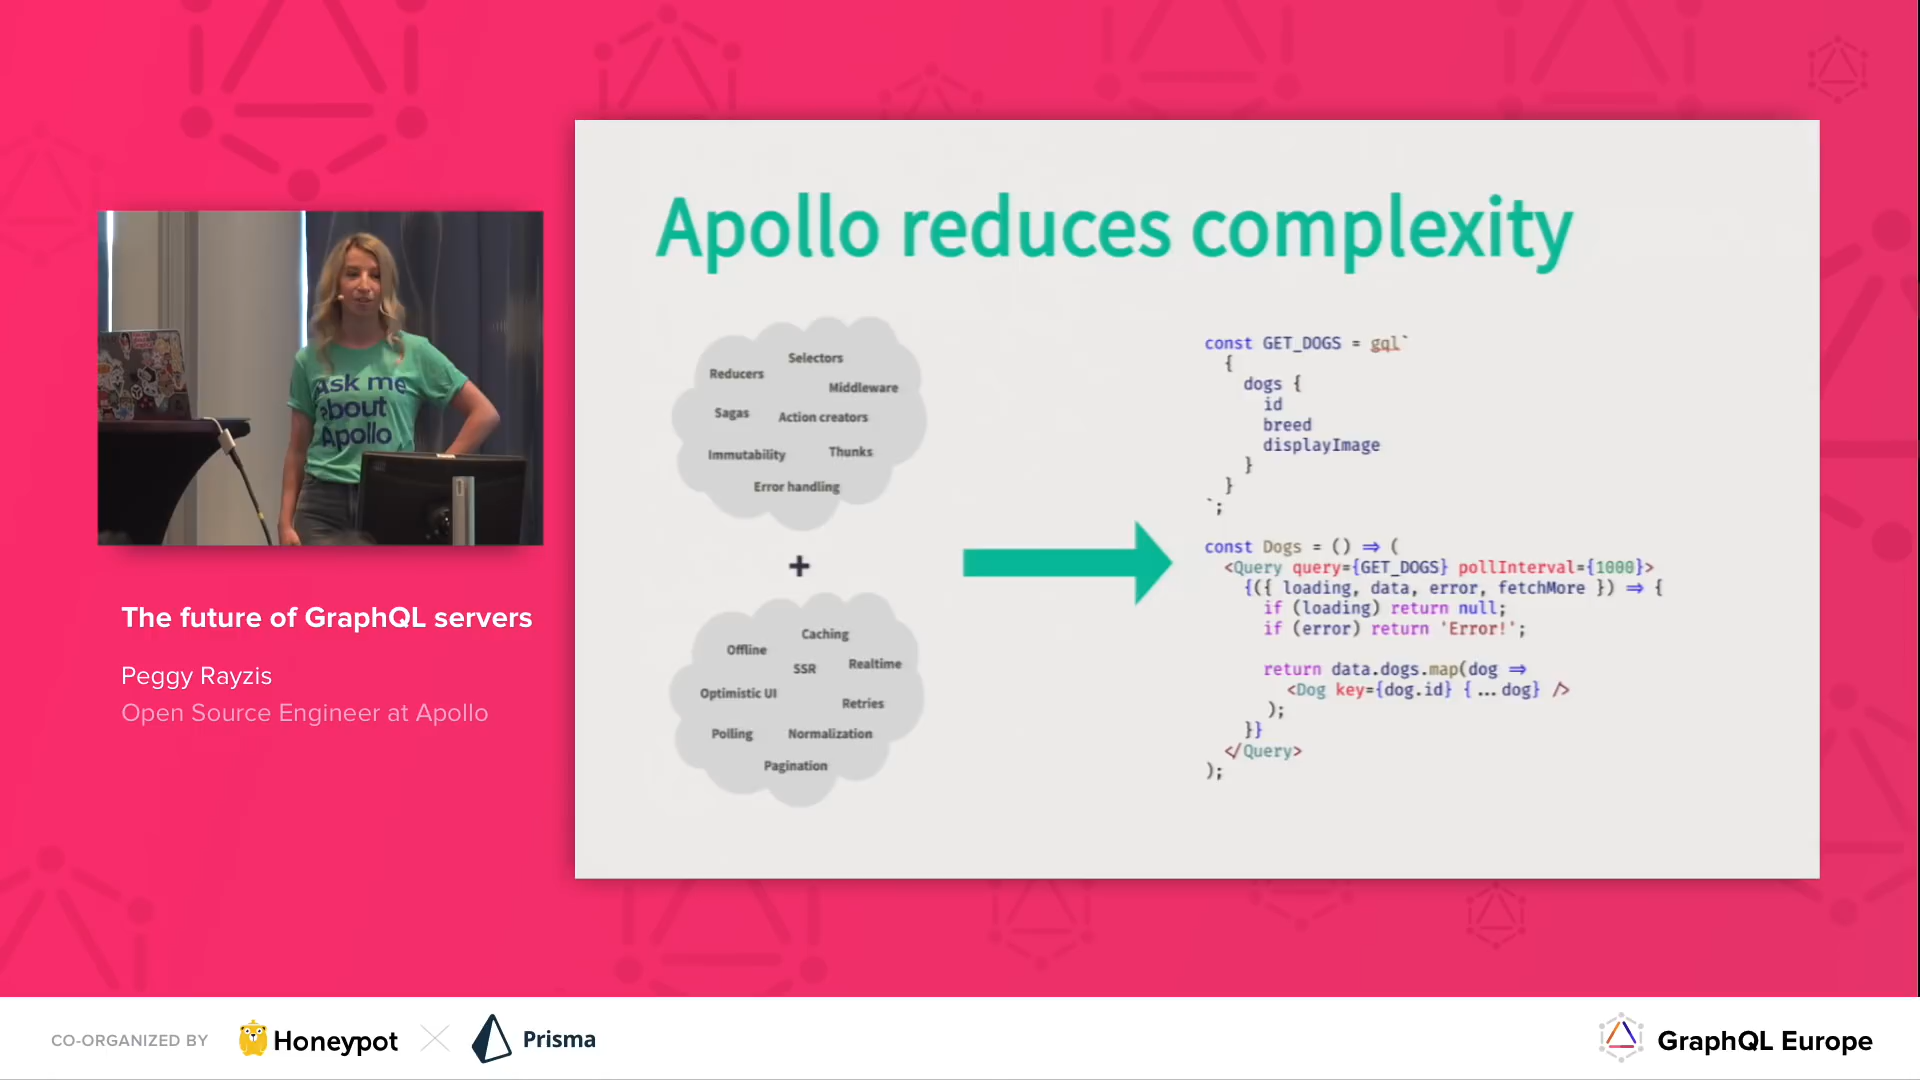 Apollo reduces complexity
Selectors
Reducers
Middleware
Sagas
Action creators
Immutability
Thunks
Error handling
+
Caching
Offline
SSR
Realtime
Optimistic UI
Retries
Polling
Normalization
Pagination
const GET_DOGS = gql`
{
dogs {
id
breed
displayImage
}
}
`;
const Dogs = () => (
<Query query={GET_DOGS} pollInterval={1000}>
{({ loading, data, error, fetchMore }) => {
if (loading) return null;
if (error) return 'Error!';
return data.dogs.map(dog =>
<Dog key={dog.id} {...dog} />
);
}}
</Query>
);
Ask me
about
Apollo
The future of GraphQL servers
Peggy Rayzis
Open Source Engineer at Apollo
CO-ORGANIZED BY
Honeypot
Prisma
GraphQL Europe